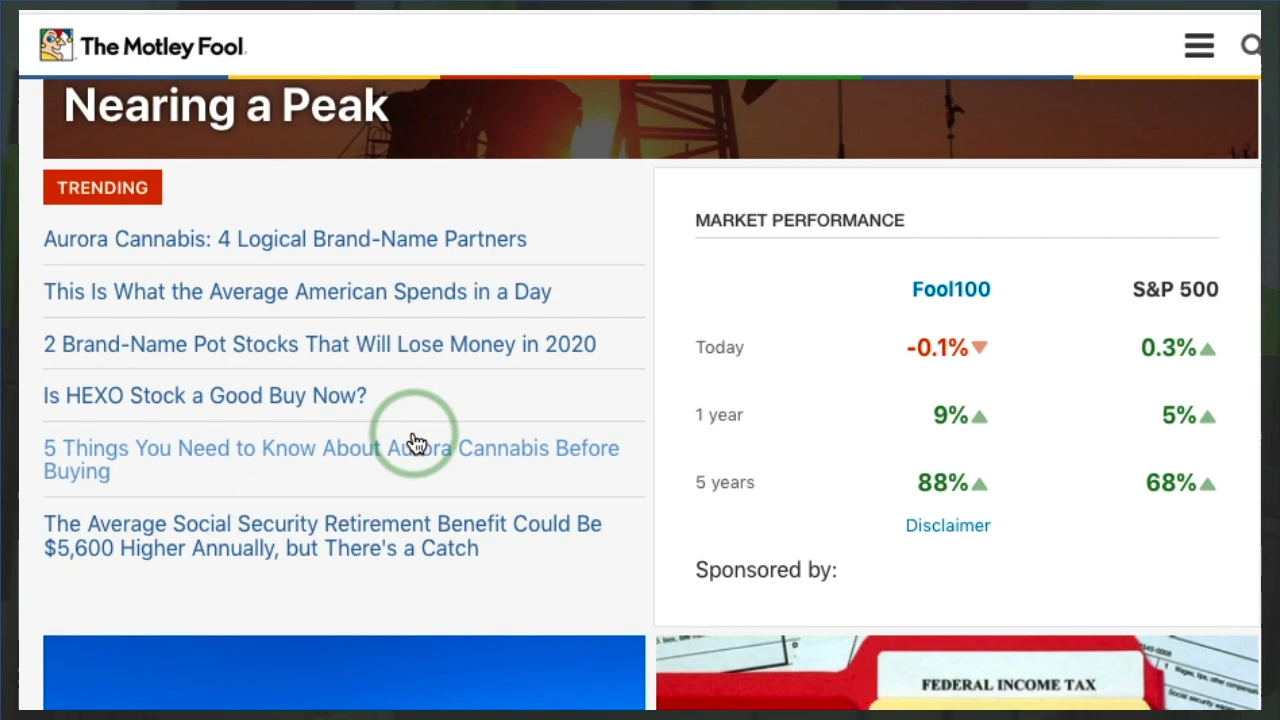 The Motley Fool
Nearing a Peak
TRENDING
Aurora Cannabis: 4 Logical Brand-Name Partners
This Is What the Average American Spends in a Day
2 Brand-Name Pot Stocks That Will Lose Money in 2020
Is HEXO Stock a Good Buy Now?
5 Things You Need to Know About Aurora Cannabis Before
Buying
The Average Social Security Retirement Benefit Could Be
$5,600 Higher Annually, but There's a Catch
MARKET PERFORMANCE
Fool100 S&P 500
Today -0.1% 0.3%
1 year 9% 5%
5 years 88% 68%
Disclaimer
Sponsored by:
FEDERAL INCOME TAX